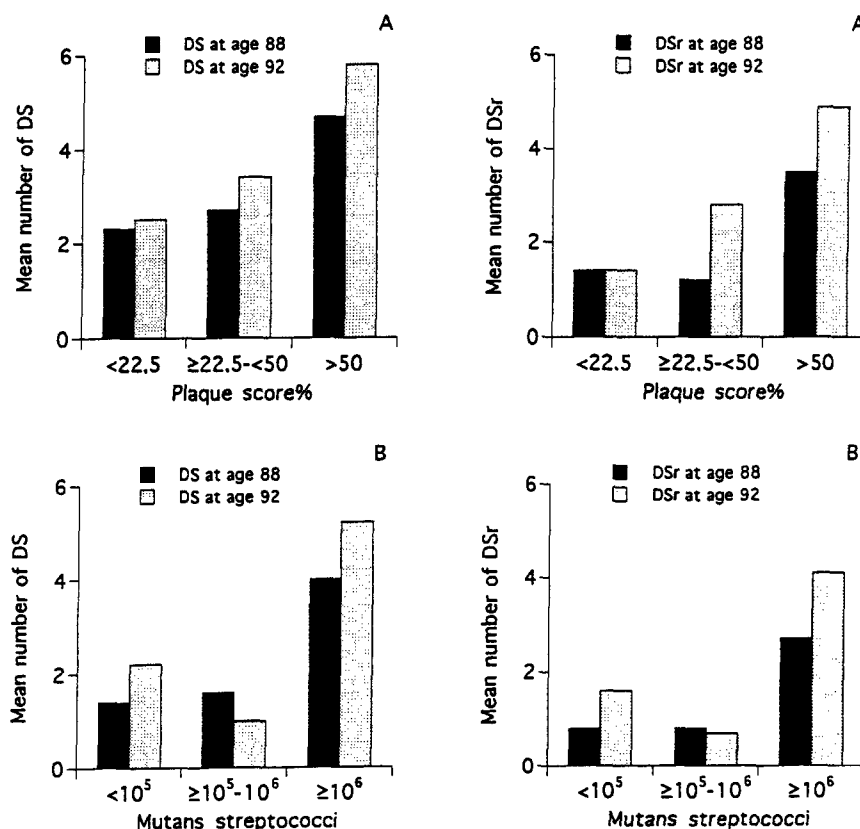 A
DS at age 88
DS at age 92
Mean number of DS
6
4
2
0
<22.5 ≥22.5-<50 >50
Plaque score%
A
DSr at age 88
DSr at age 92
Mean number of DSr
6
4
2
0
<22.5 ≥22.5-<50 >50
Plaque score%
B
DS at age 88
DS at age 92
Mean number of DS
6
4
2
0
<10⁵ ≥10⁵-10⁶ ≥10⁶
Mutans streptococci
B
DSr at age 88
DSr at age 92
Mean number of DSr
6
4
2
0
<10⁵ ≥10⁵-10⁶ ≥10⁶
Mutans streptococci